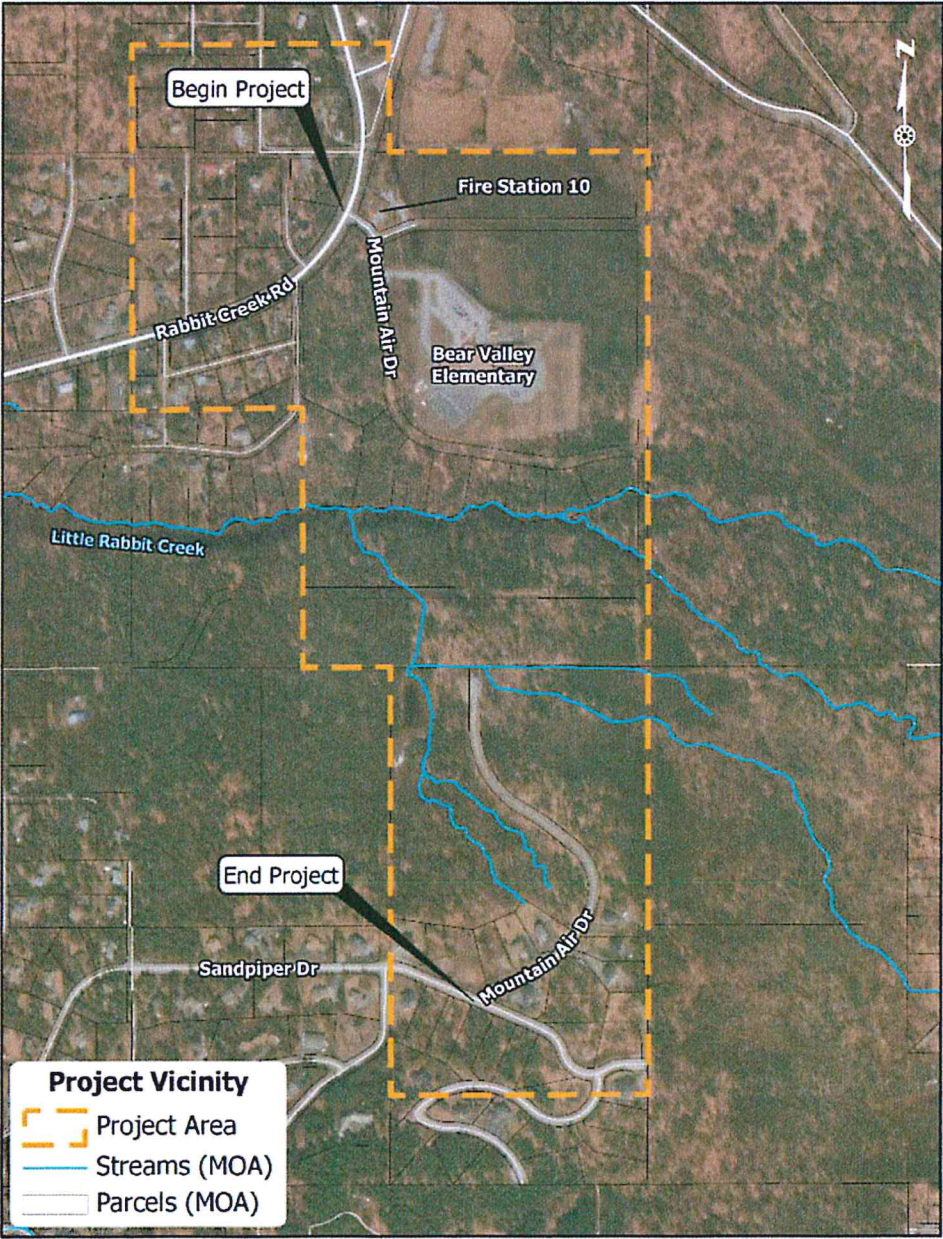 Z
Begin Project
Fire Station 10
Mountain Air Dr
Rabbit Creek Rd
Bear Valley
Elementary
Little Rabbit Creek
End Project
Sandpiper Dr
Mountain Air Dr
Project Vicinity
Project Area
Streams (MOA)
Parcels (MOA)